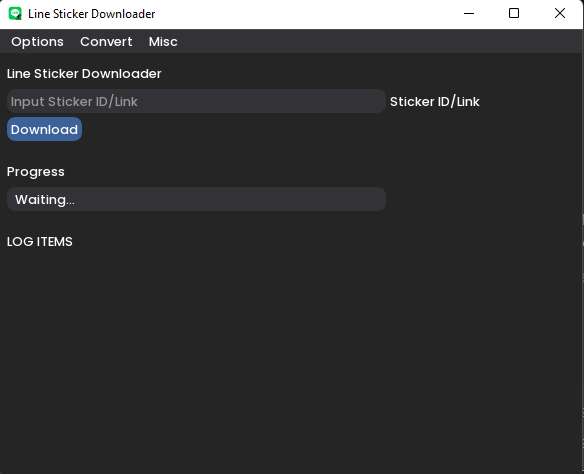 Line Sticker Downloader
Options Convert Misc
Line Sticker Downloader
Input Sticker ID/Link Sticker ID/Link
Download
Progress
Waiting...
LOG ITEMS